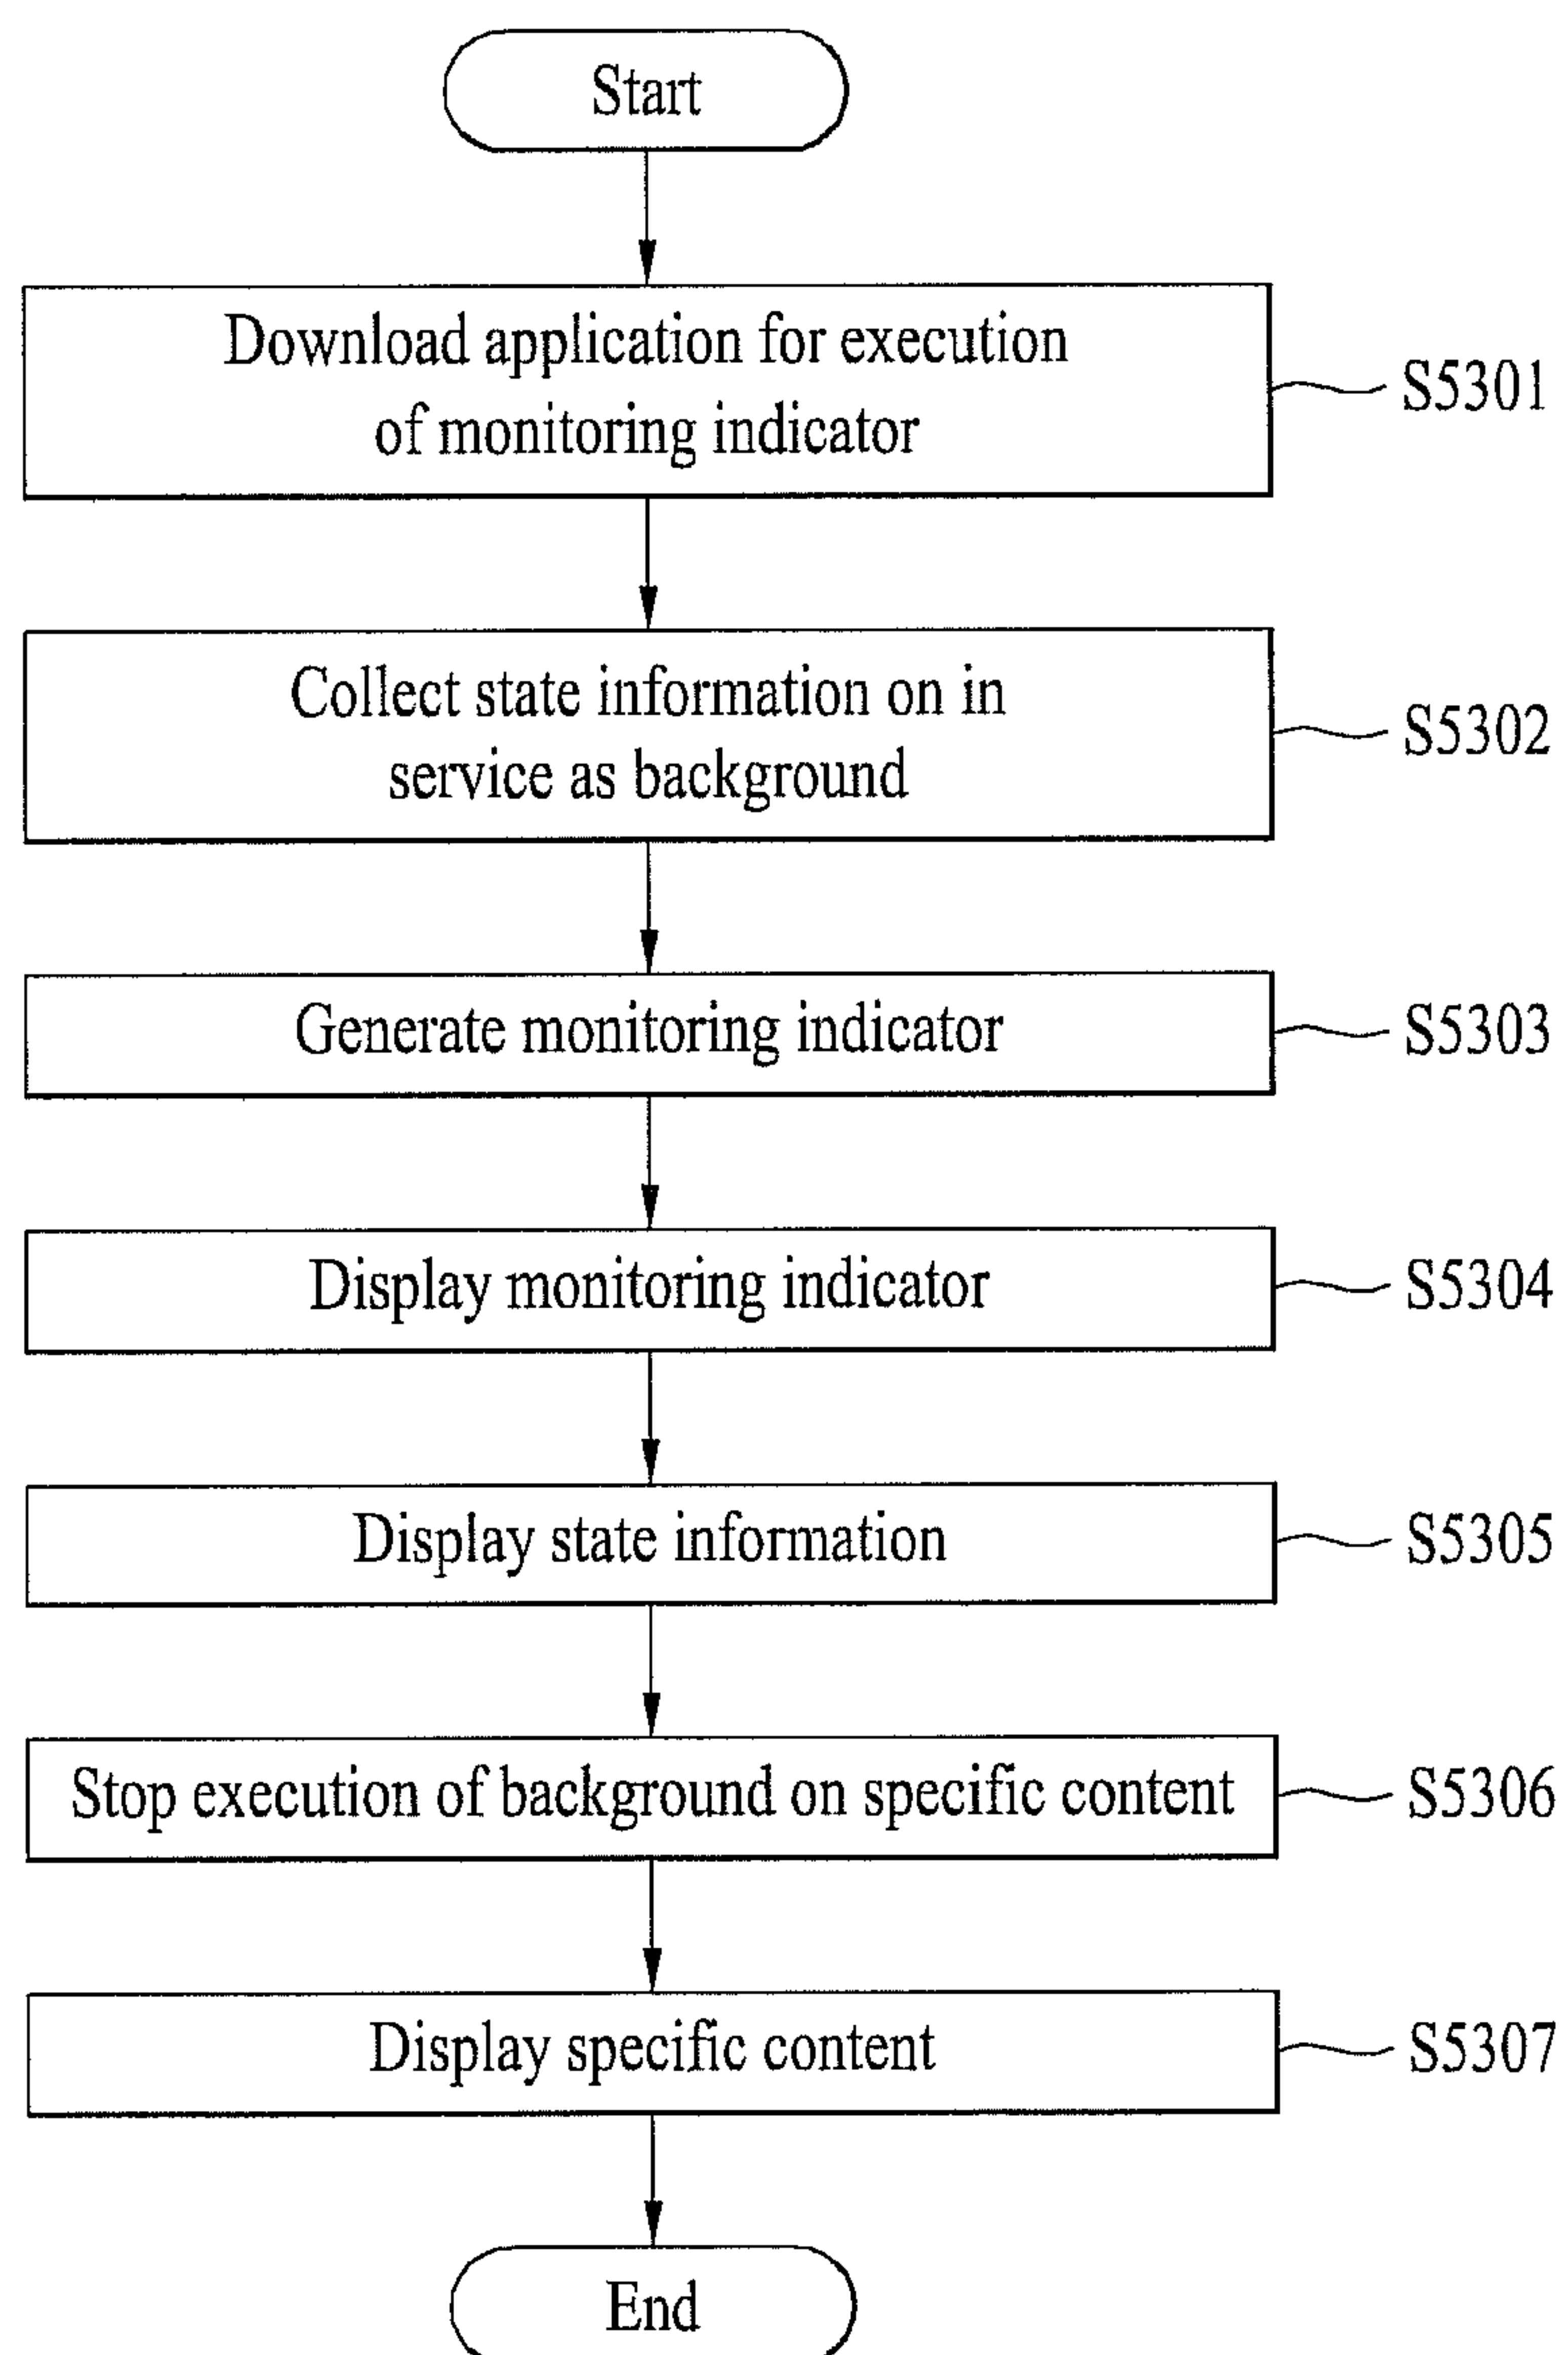 Start
Download application for execution
of monitoring indicator
S5301
Collect state information on in
service as background
S5302
Generate monitoring indicator
S5303
Display monitoring indicator
S5304
Display state information
S5305
Stop execution of background on specific content
S5306
Display specific content
S5307
End